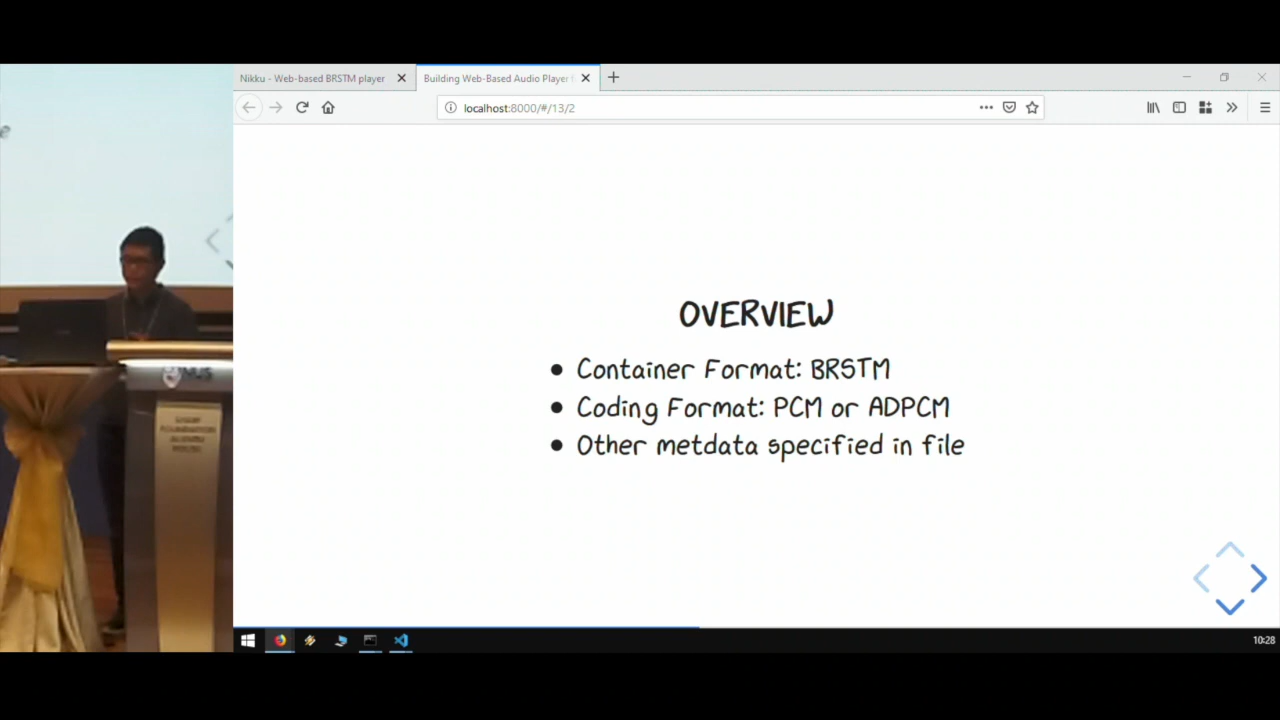 Nikku - Web-based BRSTM player
Building Web-Based Audio Player f
localhost:8000/#/13/2
OVERVIEW
Container Format: BRSTM
Coding Format: PCM or ADPCM
Other metdata specified in file
10:28
e
NUS